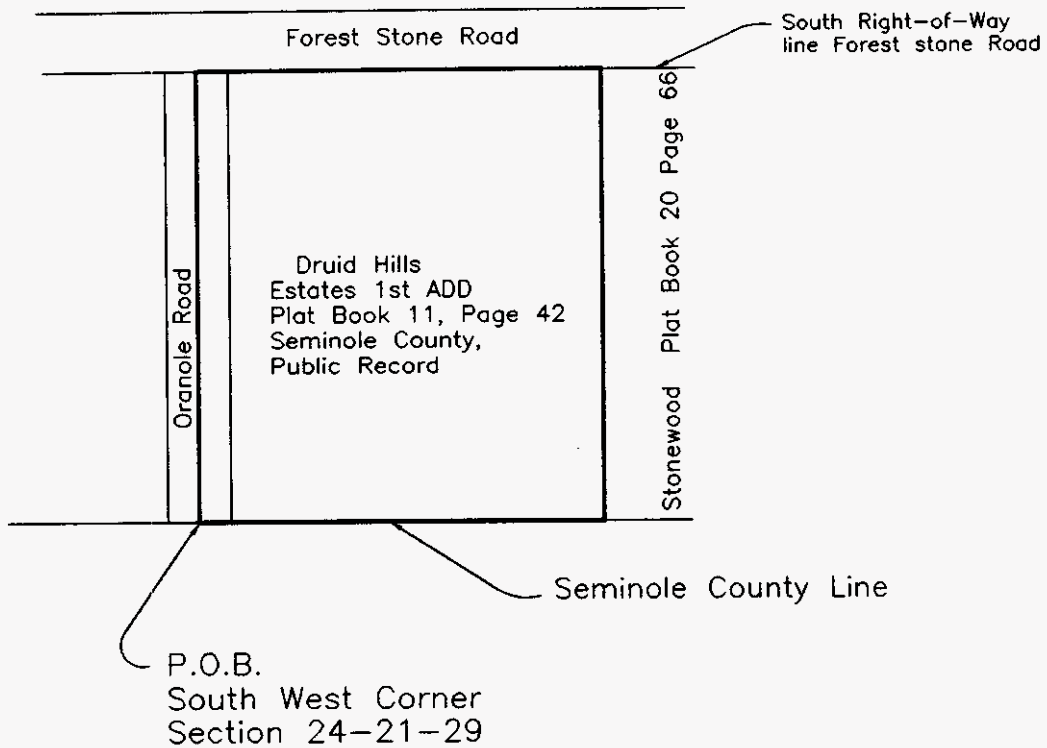 Forest Stone Road
South Right-of-Way
line Forest stone Road
Oranole Road
Druid Hills
Estates 1st ADD
Plat Book 11, Page 42
Seminole County,
Public Record
Stonewood Plat Book 20 Page 66
Seminole County Line
P.O.B.
South West Corner
Section 24-21-29